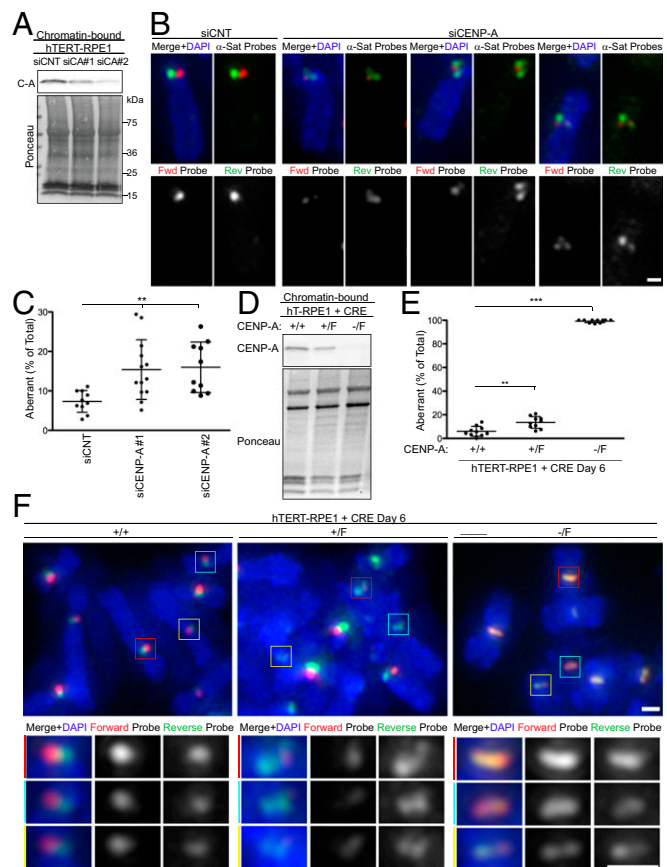 A
Chromatin-bound
hTERT-RPE1
siCNT siCA#1 siCA#2
C-A
kDa
75
36
25
15
Ponceau
B
siCNT
siCENP-A
Merge+DAPI α-Sat Probes Merge+DAPI α-Sat Probes Merge+DAPI α-Sat Probes Merge+DAPI α-Sat Probes
Fwd Probe Rev Probe Fwd Probe Rev Probe Fwd Probe Rev Probe Fwd Probe Rev Probe
C
Aberrant (% of Total)
30
20
10
0
**
siCNT
siCENP-A #1
siCENP-A #2
D
Chromatin-bound
hT-RPE1 + CRE
CENP-A: +/+ +/F -/F
CENP-A
Ponceau
E
Aberrant (% of Total)
100
80
60
40
20
0
***
**
CENP-A: +/+ +/F -/F
hTERT-RPE1 + CRE Day 6
F
hTERT-RPE1 + CRE Day 6
+/+ +/F -/F
Merge+DAPI Forward Probe Reverse Probe Merge+DAPI Forward Probe Reverse Probe Merge+DAPI Forward Probe Reverse Probe